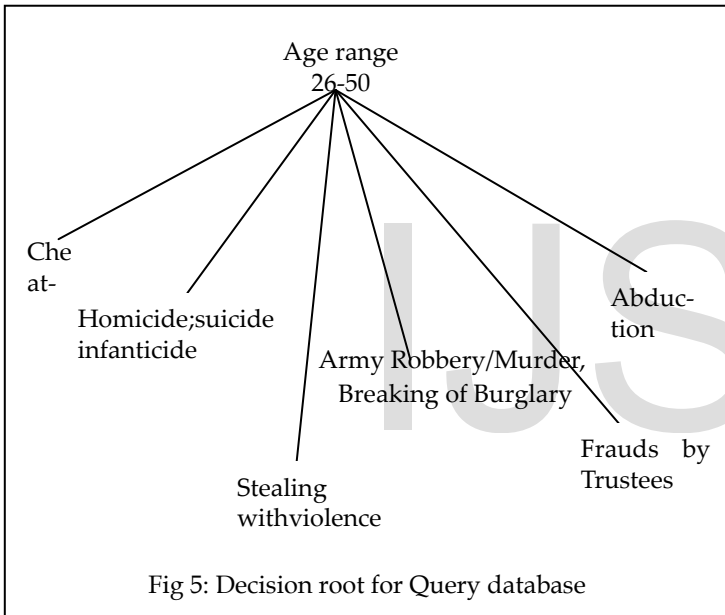 Age range
26-50
Che
at-
Homicide;suicide
infanticide
Army Robbery/Murder,
Breaking of Burglary
Abduc-
tion
Frauds by
Trustees
Stealing
withviolence
Fig 5: Decision root for Query database
IJS